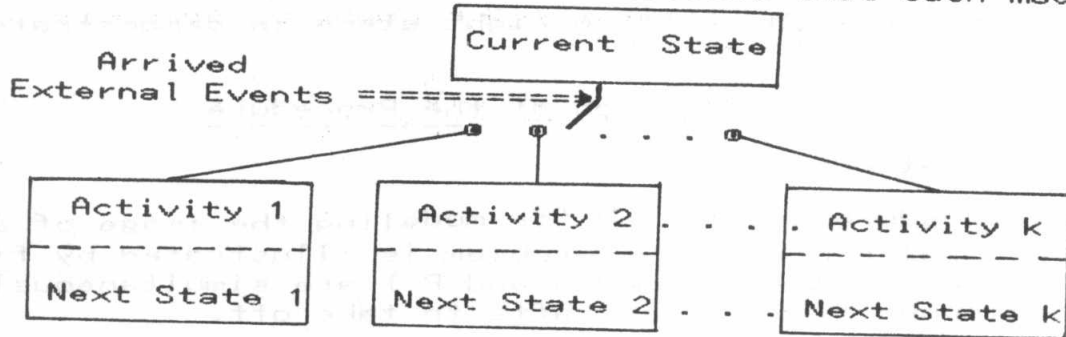 Current State
Arrived
External Events
Activity 1 Activity 2 . . . . Activity k
Next State 1 Next State 2 . . . Next State k